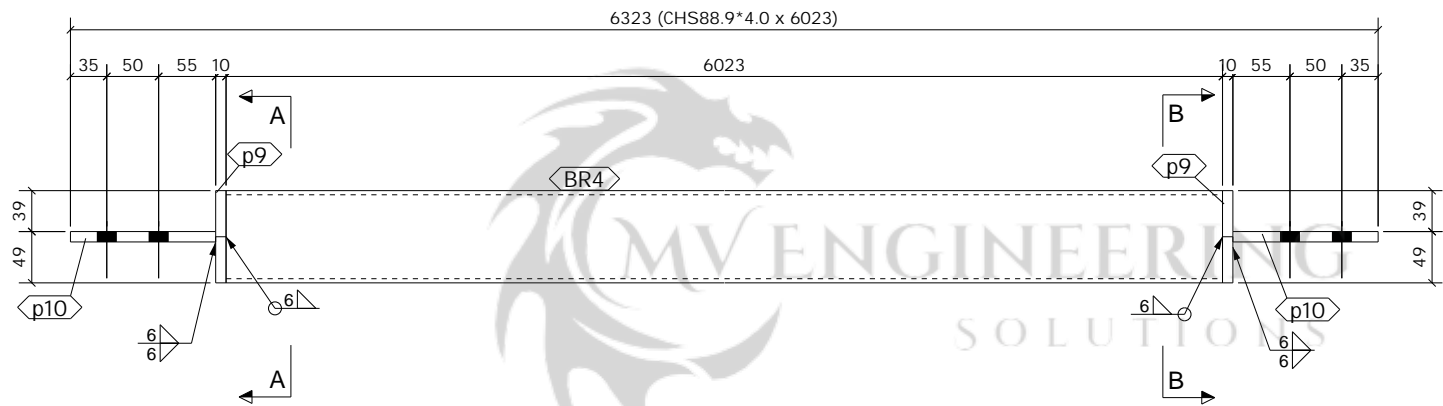 6323 (CHS88.9*4.0 x 6023)
35 50 55 10 6023 10 55 50 35
A B
p9 p9
BR4
39 39
49 49
MV ENGINEERING
p10 p10
6 6
SOLUTIONS
6 6
6 6
A B